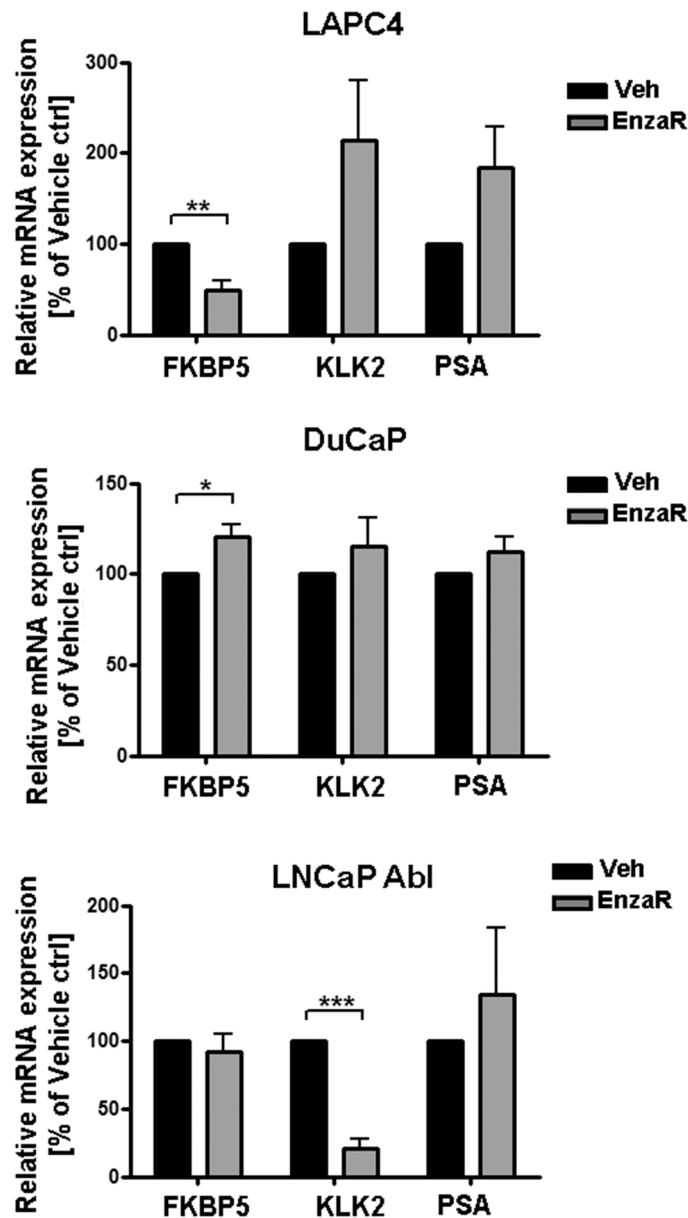 LAPC4
Relative mRNA expression
[% of Vehicle ctrl]
300
200
100
0
**
FKBP5 KLK2 PSA
Veh
EnzaR
DuCaP
Relative mRNA expression
[% of Vehicle ctrl]
150
100
50
0
*
FKBP5 KLK2 PSA
Veh
EnzaR
LNCaP Abl
Relative mRNA expression
[% of Vehicle ctrl]
200
150
100
50
0
***
FKBP5 KLK2 PSA
Veh
EnzaR